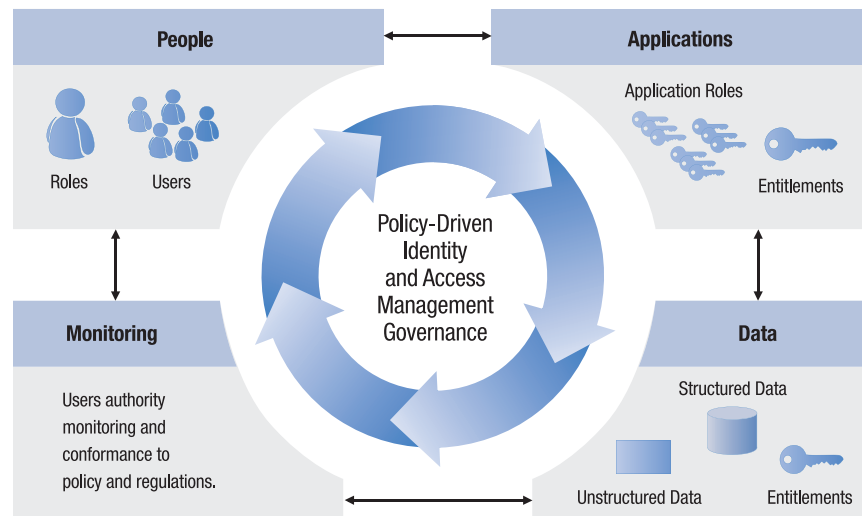 People
Roles
Users
Applications
Application Roles
Entitlements
Policy-Driven
Identity
and Access
Management
Governance
Monitoring
Users authority
monitoring and
conformance to
policy and regulations.
Data
Structured Data
Unstructured Data
Entitlements